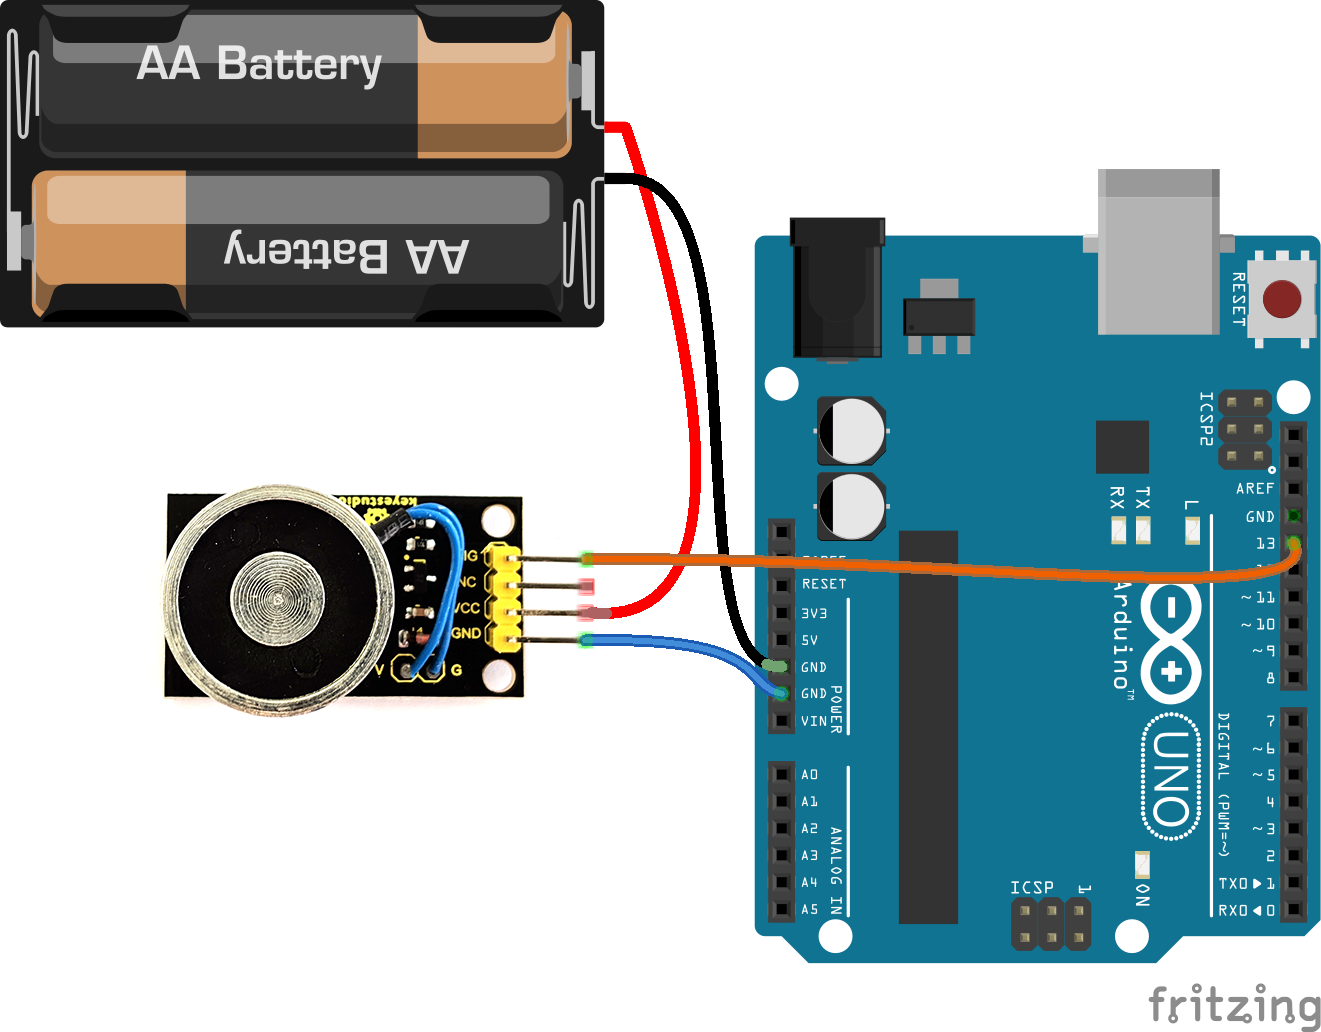 AA Battery
AA Battery
RESET
ICSP2
AREF
GND
13
RX
TX
L
keyestudio
IG
NC
VCC
GND
V
G
RESET
3V3
5V
GND
GND
VIN
POWER
~11
~10
~9
8
Arduino™
UNO
7
~6
~5
4
~3
2
TX0▶1
RX0◀0
DIGITAL (PWM=~)
A0
A1
A2
A3
A4
A5
ANALOG IN
ICSP
1
ON
fritzing